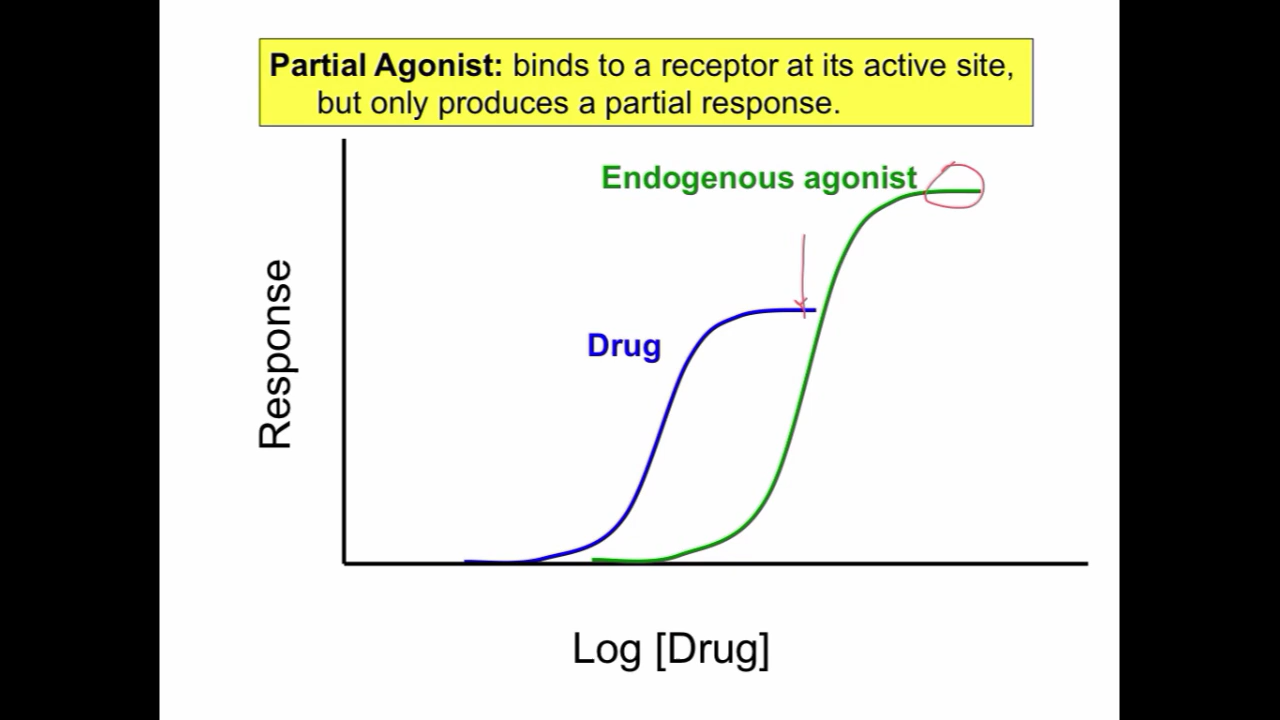 Partial Agonist: binds to a receptor at its active site,
but only produces a partial response.
Endogenous agonist
Drug
Response
Log [Drug]